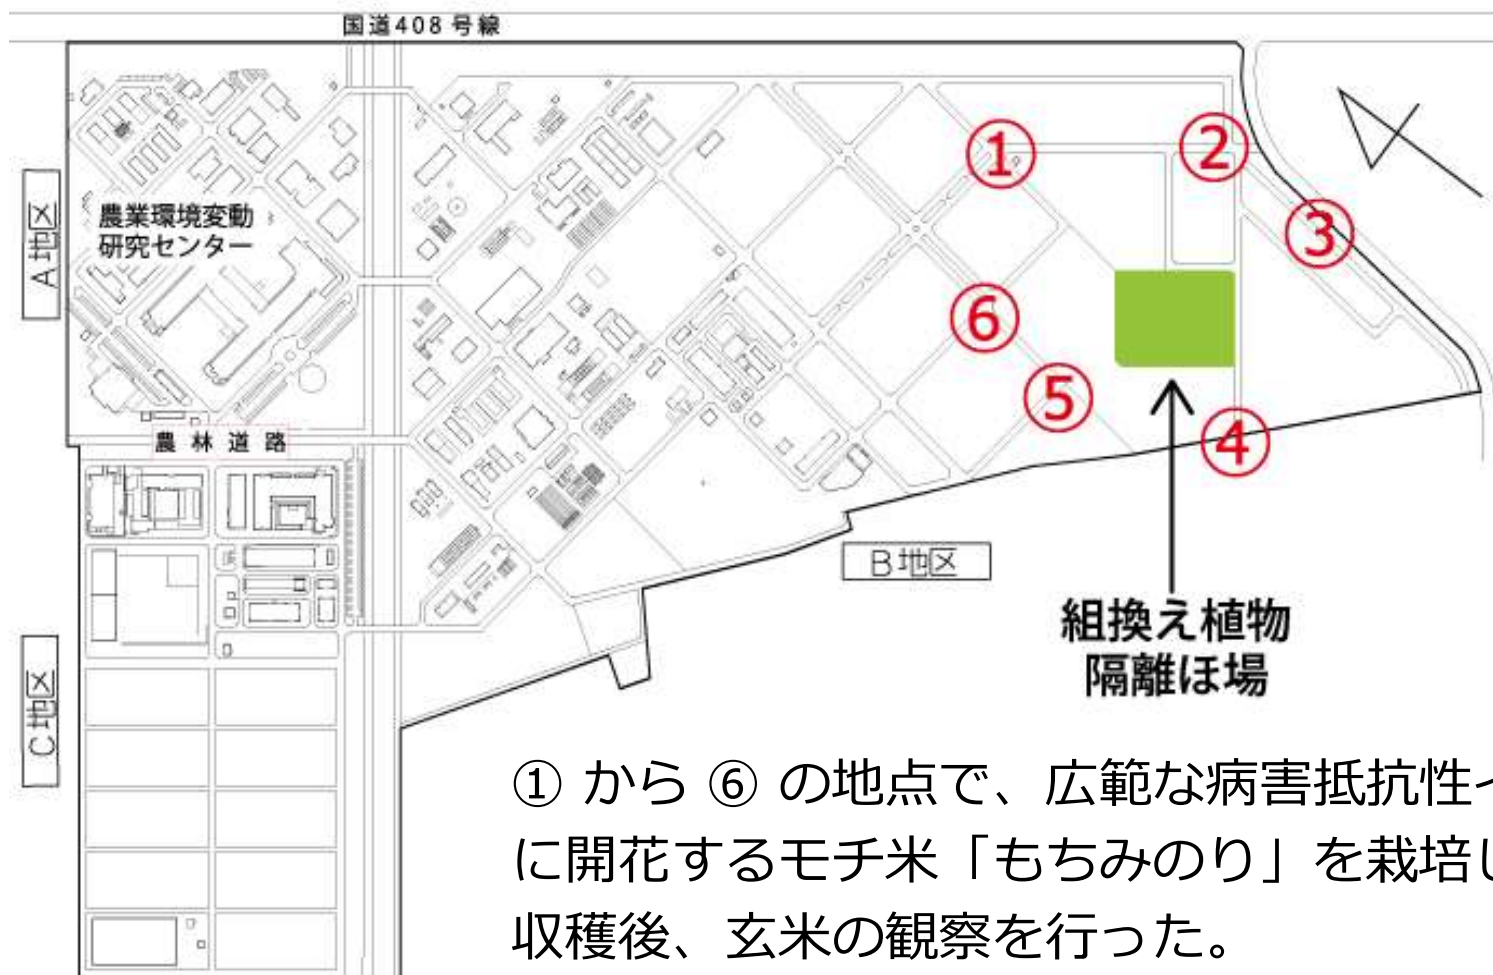 国道408号線
①
②
③
A地区
農業環境変動
研究センター
⑥
⑤
④
農林道路
B地区
組換え植物
隔離ほ場
C地区
① から ⑥ の地点で、広範な病害抵抗性イ
に開花するモチ米「もちみのり」を栽培し
収穫後、玄米の観察を行った。